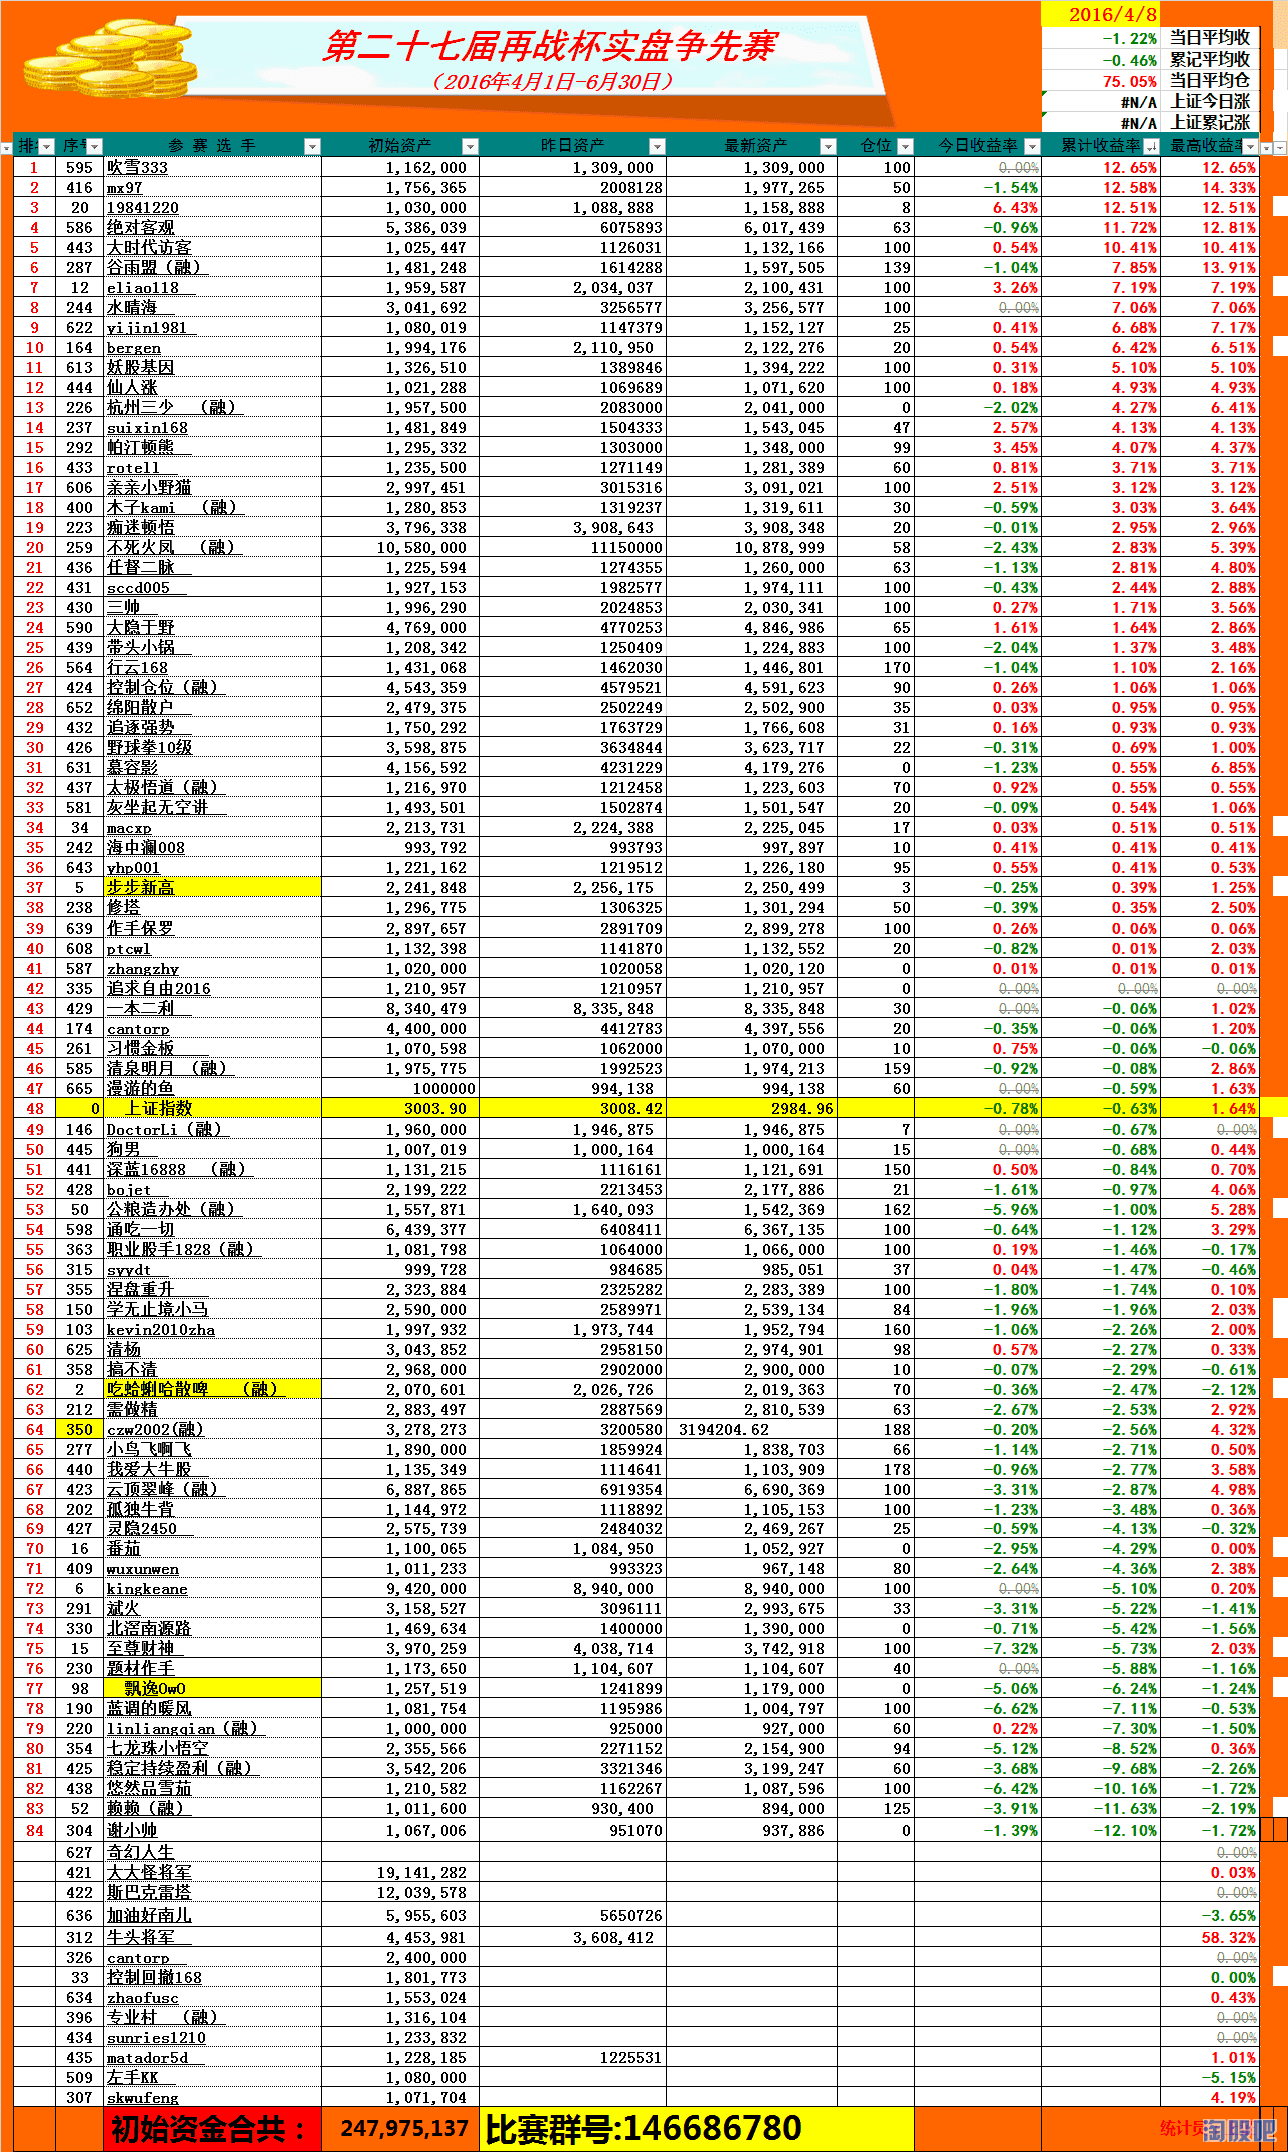 2016/4/8
第二十七届再战杯实盘争先赛
(2016年4月1日-6月30日)
-1.22% 当日平均收
-0.46% 累记平均收
75.05% 当日平均仓
#N/A 上证今日涨
#N/A 上证累记涨
排 序 参 赛 选 手 初始资产 昨日资产 最新资产 仓位 今日收益率 累计收益率 最高收益率
1 595 吹雪333 1,162,000 1,309,000 1,309,000 100 0.00% 12.65% 12.65%
2 416 mx97 1,756,365 2008128 1,977,265 50 -1.54% 12.58% 14.33%
3 20 19841220 1,030,000 1,088,888 1,158,888 8 6.43% 12.51% 12.51%
4 586 绝对客观 5,386,039 6075893 6,017,439 63 -0.96% 11.72% 12.81%
5 443 大时代访客 1,025,447 1126031 1,132,166 100 0.54% 10.41% 10.41%
6 287 谷雨盟（融） 1,481,248 1614288 1,597,505 139 -1.04% 7.85% 13.91%
7 12 eliao118 1,959,587 2,034,037 2,100,431 100 3.26% 7.19% 7.19%
8 244 水晴海 3,041,692 3256577 3,256,577 100 0.00% 7.06% 7.06%
9 622 yijin1981 1,080,019 1147379 1,152,127 25 0.41% 6.68% 7.17%
10 164 bergen 1,994,176 2,110,950 2,122,276 20 0.54% 6.42% 6.51%
11 613 妖股基因 1,326,510 1389846 1,394,222 100 0.31% 5.10% 5.10%
12 444 仙人涨 1,021,288 1069689 1,071,620 100 0.18% 4.93% 4.93%
13 226 杭州三少 （融） 1,957,500 2083000 2,041,000 0 -2.02% 4.27% 6.41%
14 237 suixin168 1,481,849 1504333 1,543,045 47 2.57% 4.13% 4.13%
15 292 帕汀顿熊 1,295,332 1303000 1,348,000 99 3.45% 4.07% 4.37%
16 433 rotell 1,235,500 1271149 1,281,389 60 0.81% 3.71% 3.71%
17 606 亲亲小野猫 2,997,451 3015316 3,091,021 100 2.51% 3.12% 3.12%
18 400 木子kami （融） 1,280,853 1319237 1,319,611 30 -0.59% 3.03% 3.64%
19 223 痴迷顿悟 3,796,338 3,908,643 3,908,348 20 -0.01% 2.95% 2.96%
20 259 不死火凤 （融） 10,580,000 11150000 10,878,999 58 -2.43% 2.83% 5.39%
21 436 任督二脉 1,225,594 1274355 1,260,000 63 -1.13% 2.81% 4.80%
22 431 sccd005 1,927,153 1982577 1,974,111 100 -0.43% 2.44% 2.88%
23 430 三帅 1,996,290 2024853 2,030,341 100 0.27% 1.71% 3.56%
24 590 大隐于野 4,769,000 4770253 4,846,986 65 1.61% 1.64% 2.86%
25 439 带头小锅 1,208,342 1250409 1,224,883 100 -2.04% 1.37% 3.48%
26 564 行云168 1,431,068 1462030 1,446,801 170 -1.04% 1.10% 2.16%
27 424 控制仓位（融） 4,543,359 4579521 4,591,623 90 0.26% 1.06% 1.06%
28 652 绵阳散户 2,479,375 2502249 2,502,900 35 0.03% 0.95% 0.95%
29 432 追逐强势 1,750,292 1763729 1,766,608 31 0.16% 0.93% 0.93%
30 426 野球拳10级 3,598,875 3634844 3,623,717 22 -0.31% 0.69% 1.00%
31 631 慕容影 4,156,592 4231229 4,179,276 0 -1.23% 0.55% 6.85%
32 437 太极悟道（融） 1,216,970 1212458 1,223,603 70 0.92% 0.55% 0.55%
33 581 灰坐起无空讲 1,493,501 1502874 1,501,547 20 -0.09% 0.54% 1.06%
34 34 macxp 2,213,731 2,224,388 2,225,045 17 0.03% 0.51% 0.51%
35 242 海中澜008 993,792 993793 997,897 10 0.41% 0.41% 0.41%
36 643 yhp001 1,221,162 1219512 1,226,180 95 0.55% 0.41% 0.53%
37 5 步步新高 2,241,848 2,256,175 2,250,499 3 -0.25% 0.39% 1.25%
38 238 修塔 1,296,775 1306325 1,301,294 50 -0.39% 0.35% 2.50%
39 639 作手保罗 2,897,657 2891709 2,899,278 100 0.26% 0.06% 0.06%
40 608 ptcwl 1,132,398 1141870 1,132,552 20 -0.82% 0.01% 2.03%
41 587 zhangzhy 1,020,000 1020058 1,020,120 0 0.01% 0.01% 0.01%
42 335 追求自由2016 1,210,957 1210957 1,210,957 0 0.00% 0.00% 0.00%
43 429 一本二利 8,340,479 8,335,848 8,335,848 30 0.00% -0.06% 1.02%
44 174 cantorp 4,400,000 4412783 4,397,556 20 -0.35% -0.06% 1.20%
45 261 习惯金板 1,070,598 1062000 1,070,000 10 0.75% -0.06% -0.06%
46 585 清泉明月（融） 1,975,775 1992523 1,974,213 159 -0.92% -0.08% 2.86%
47 665 漫游的鱼 1000000 994,138 994,138 60 0.00% -0.59% 1.63%
48 0 上证指数 3003.90 3008.42 2984.96 -0.78% -0.63% 1.64%
49 146 DoctorLi（融） 1,960,000 1,946,875 1,946,875 7 0.00% -0.67% 0.00%
50 445 狗男 1,007,019 1,000,164 1,000,164 15 0.00% -0.68% 0.44%
51 441 深蓝16888 （融） 1,131,215 1116161 1,121,691 150 0.50% -0.84% 0.70%
52 428 bojet 2,199,222 2213453 2,177,886 21 -1.61% -0.97% 4.06%
53 50 公粮造办处（融） 1,557,871 1,640,093 1,542,369 162 -5.96% -1.00% 5.28%
54 598 通吃一切 6,439,377 6408411 6,367,135 100 -0.64% -1.12% 3.29%
55 363 职业股手1828（融） 1,081,798 1064000 1,066,000 100 0.19% -1.46% -0.17%
56 315 syydt 999,728 984685 985,051 37 0.04% -1.47% -0.46%
57 355 涅盘重升 2,323,884 2325282 2,283,389 100 -1.80% -1.74% 0.10%
58 150 学无止境小马 2,590,000 2589971 2,539,134 84 -1.96% -1.96% 2.03%
59 103 kevin2010zha 1,997,932 1,973,744 1,952,794 160 -1.06% -2.26% 2.00%
60 625 清杨 3,043,852 2958150 2,974,901 98 0.57% -2.27% 0.33%
61 358 搞不清 2,968,000 2902000 2,900,000 10 -0.07% -2.29% -0.61%
62 2 吃蛤蜊哈散啤 （融） 2,070,601 2,026,726 2,019,363 70 -0.36% -2.47% -2.12%
63 212 需做精 2,883,497 2887569 2,810,539 63 -2.67% -2.53% 2.92%
64 350 czw2002(融) 3,278,273 3200580 3194204.62 188 -0.20% -2.56% 4.32%
65 277 小鸟飞啊飞 1,890,000 1859924 1,838,703 66 -1.14% -2.71% 0.50%
66 440 我爱大牛股 1,135,349 1114641 1,103,909 178 -0.96% -2.77% 3.58%
67 423 云顶翠峰（融） 6,887,865 6919354 6,690,369 100 -3.31% -2.87% 4.98%
68 202 孤独牛背 1,144,972 1118892 1,105,153 100 -1.23% -3.48% 0.36%
69 427 灵隐2450 2,575,739 2484032 2,469,267 25 -0.59% -4.13% -0.32%
70 16 番茄 1,100,065 1,084,950 1,052,927 0 -2.95% -4.29% 0.00%
71 409 wuxunwen 1,011,233 993323 967,148 80 -2.64% -4.36% 2.38%
72 6 kingkeane 9,420,000 8,940,000 8,940,000 100 0.00% -5.10% 0.20%
73 291 斌火 3,158,527 3096111 2,993,675 33 -3.31% -5.22% -1.41%
74 330 北滘南源路 1,469,634 1400000 1,390,000 0 -0.71% -5.42% -1.56%
75 15 至尊财神 3,970,259 4,038,714 3,742,918 100 -7.32% -5.73% 2.03%
76 230 题材作手 1,173,650 1,104,607 1,104,607 40 0.00% -5.88% -1.16%
77 98 飘逸OwO 1,257,519 1241899 1,179,000 0 -5.06% -6.24% -1.24%
78 190 蓝调的暖风 1,081,754 1195986 1,004,797 100 -6.62% -7.11% -0.53%
79 220 linliangqian（融） 1,000,000 925000 927,000 60 0.22% -7.30% -1.50%
80 354 七龙珠小悟空 2,355,566 2271152 2,154,900 94 -5.12% -8.52% 0.36%
81 425 稳定持续盈利（融） 3,542,206 3321346 3,199,247 60 -3.68% -9.68% -2.26%
82 438 悠然品雪茄 1,210,582 1162267 1,087,596 100 -6.42% -10.16% -1.72%
83 52 赖赖（融） 1,011,600 930,400 894,000 125 -3.91% -11.63% -2.19%
84 304 谢小帅 1,067,006 951070 937,886 0 -1.39% -12.10% -1.72%
627 奇幻人生 0.00%
421 大大怪将军 19,141,282 0.03%
422 斯巴克雷塔 12,039,578 0.00%
636 加油好南儿 5,955,603 5650726 -3.65%
312 牛头将军 4,453,981 3,608,412 58.32%
326 cantorp 2,400,000 0.00%
33 控制回撤168 1,801,773 0.00%
634 zhaofusc 1,553,024 0.43%
396 专业村 （融） 1,316,104 0.00%
434 sunries1210 1,233,832 0.00%
435 matador5d 1,228,185 1225531 1.01%
509 左手KK 1,080,000 -5.15%
307 skwufeng 1,071,704 4.19%
初始资金合共： 247,975,137 比赛群号:146686780 统计员 淘股吧